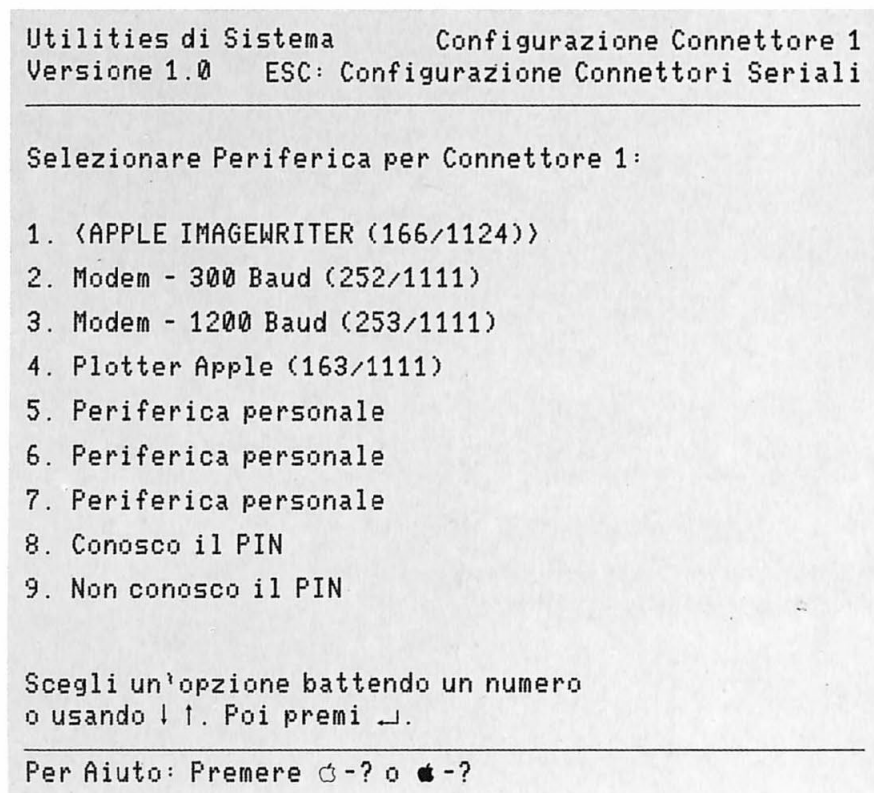 Utilities di Sistema Configurazione Connettore 1
Versione 1.0 ESC: Configurazione Connettori Seriali
Selezionare Periferica per Connettore 1:
1. <APPLE IMAGEWRITER (166/1124)>
2. Modem - 300 Baud (252/1111)
3. Modem - 1200 Baud (253/1111)
4. Plotter Apple (163/1111)
5. Periferica personale
6. Periferica personale
7. Periferica personale
8. Conosco il PIN
9. Non conosco il PIN
Scegli un'opzione battendo un numero
o usando ↓ ↑. Poi premi ↵.
Per Aiuto: Premere -? o -?